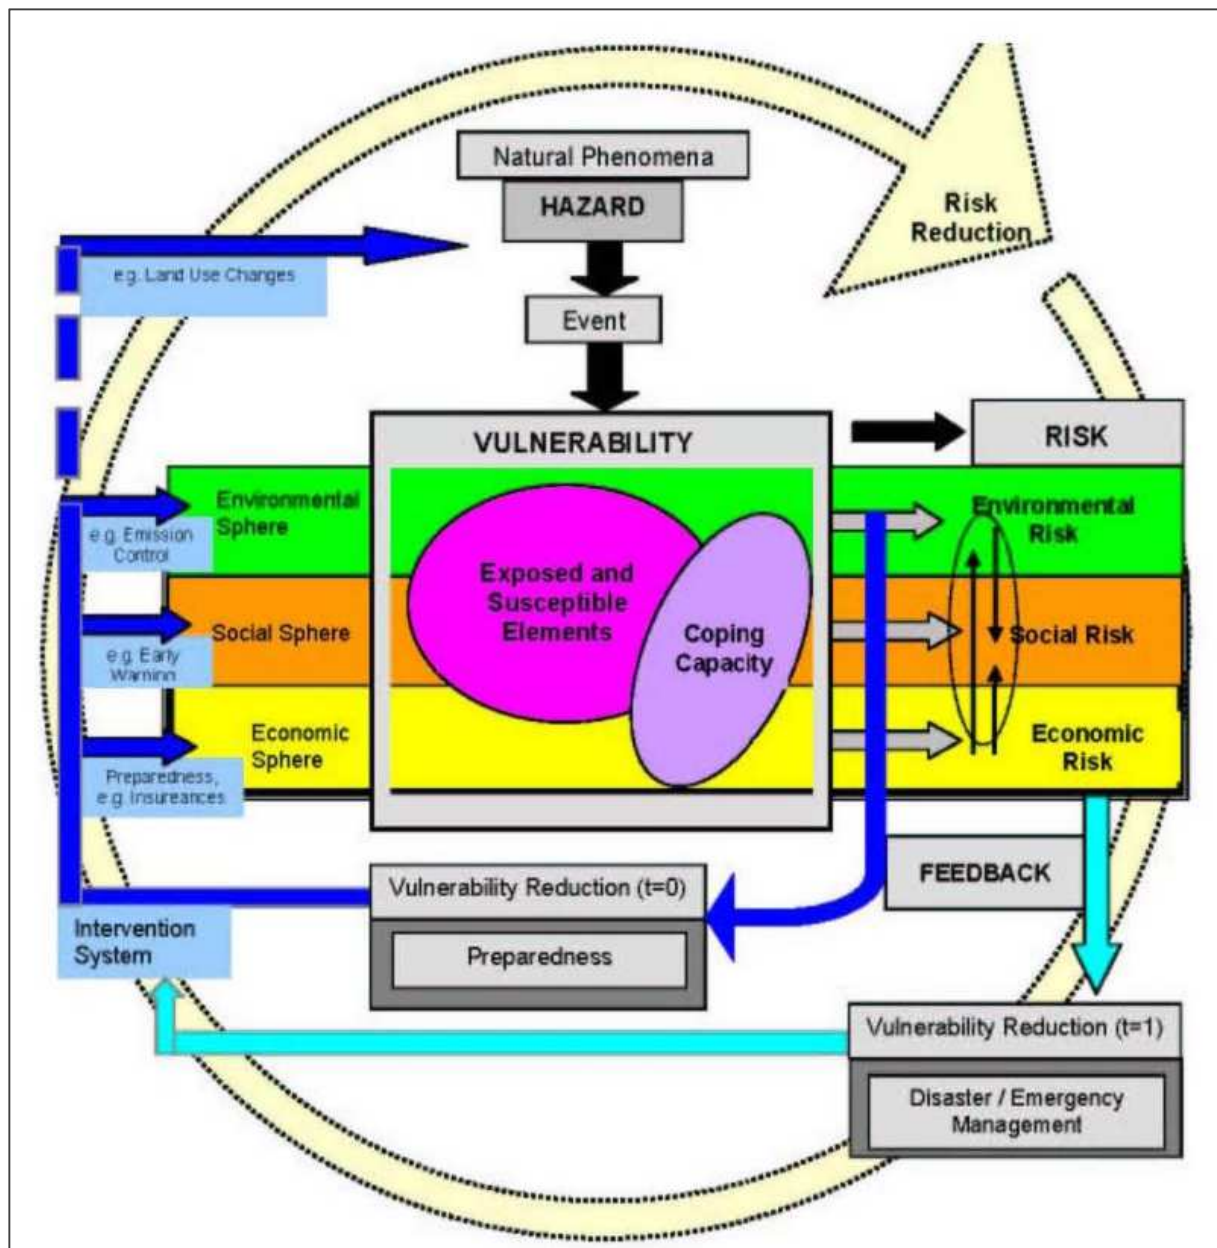 Natural Phenomena
HAZARD
Risk
Reduction
e.g. Land Use Changes
Event
VULNERABILITY
RISK
Environmental
Sphere
e.g. Emission
Control
Exposed and
Susceptible
Elements
Environmental
Risk
Social Sphere
e.g. Early
Warning
Coping
Capacity
Social Risk
Economic
Sphere
Preparedness,
e.g. Insureances
Economic
Risk
Vulnerability Reduction (t=0)
Preparedness
FEEDBACK
Intervention
System
Vulnerability Reduction (t=1)
Disaster / Emergency
Management